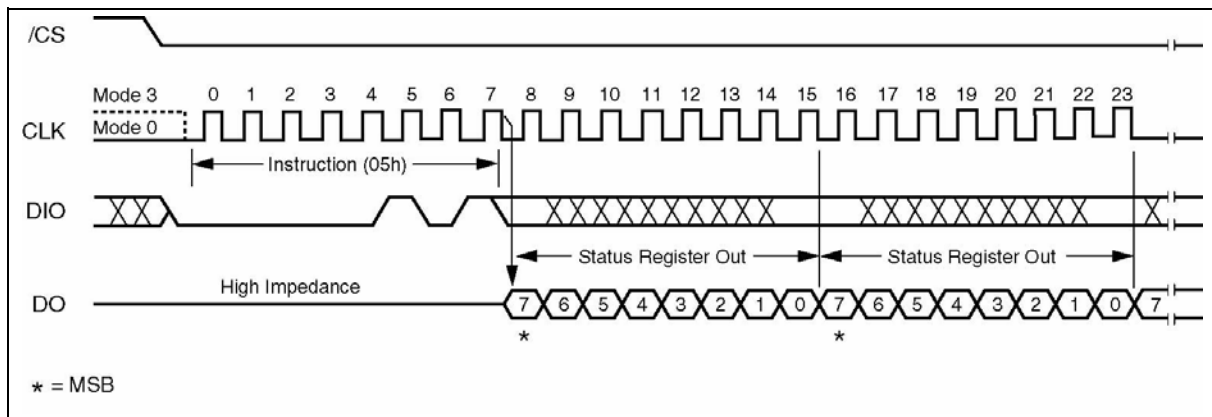 /CS
Mode 3 0 1 2 3 4 5 6 7 8 9 10 11 12 13 14 15 16 17 18 19 20 21 22 23
CLK Mode 0
Instruction (05h)
DIO
Status Register Out Status Register Out
High Impedance
DO 7 6 5 4 3 2 1 0 7 6 5 4 3 2 1 0 7
* *
* = MSB